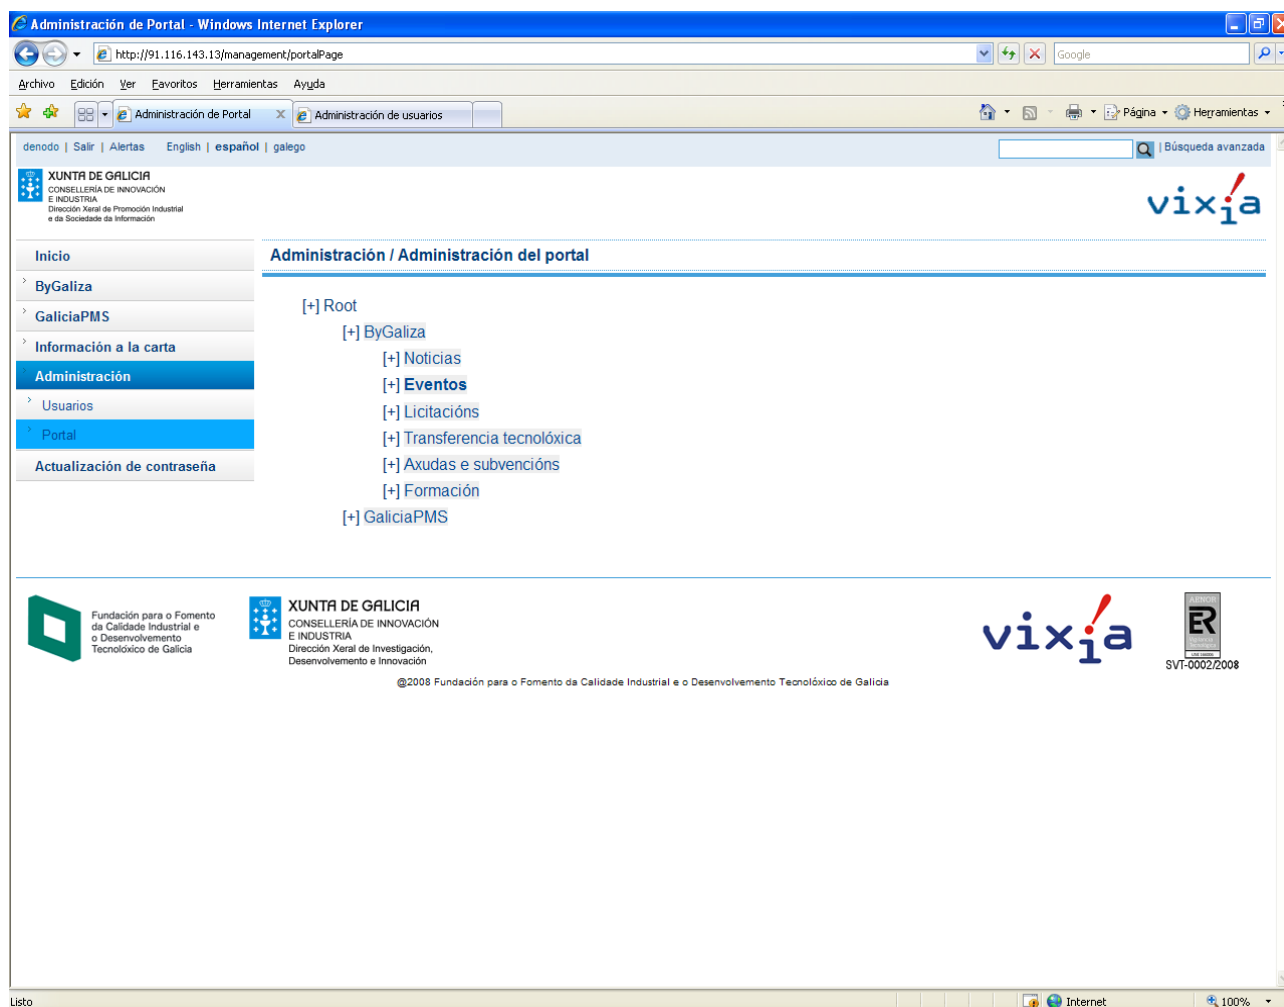 Administración de Portal - Windows Internet Explorer
http://91.116.143.13/management/portalPage
Google
Archivo Edición Ver Favoritos Herramientas Ayuda
Administración de Portal Administración de usuarios
Página Herramientas
denodo | Salir | Alertas English | español | galego
| Búsqueda avanzada
XUNTA DE GALICIA
CONSELLERÍA DE INNOVACIÓN
E INDUSTRIA
Dirección Xeral de Promoción Industrial
e da Sociedade da Información
vixía
Inicio
ByGaliza
GaliciaPMS
Información a la carta
Administración
Usuarios
Portal
Actualización de contraseña
Administración / Administración del portal
[+] Root
[+] ByGaliza
[+] Noticias
[+] Eventos
[+] Licitacións
[+] Transferencia tecnolóxica
[+] Axudas e subvencións
[+] Formación
[+] GaliciaPMS
Fundación para o Fomento
da Calidade Industrial e
o Desenvolvemento
Tecnolóxico de Galicia
XUNTA DE GALICIA
CONSELLERÍA DE INNOVACIÓN
E INDUSTRIA
Dirección Xeral de Investigación,
Desenvolvemento e Innovación
vixía
AENOR
ER
SVT-0002/2008
@2008 Fundación para o Fomento da Calidade Industrial e o Desenvolvemento Tecnolóxico de Galicia
Listo
Internet
100%